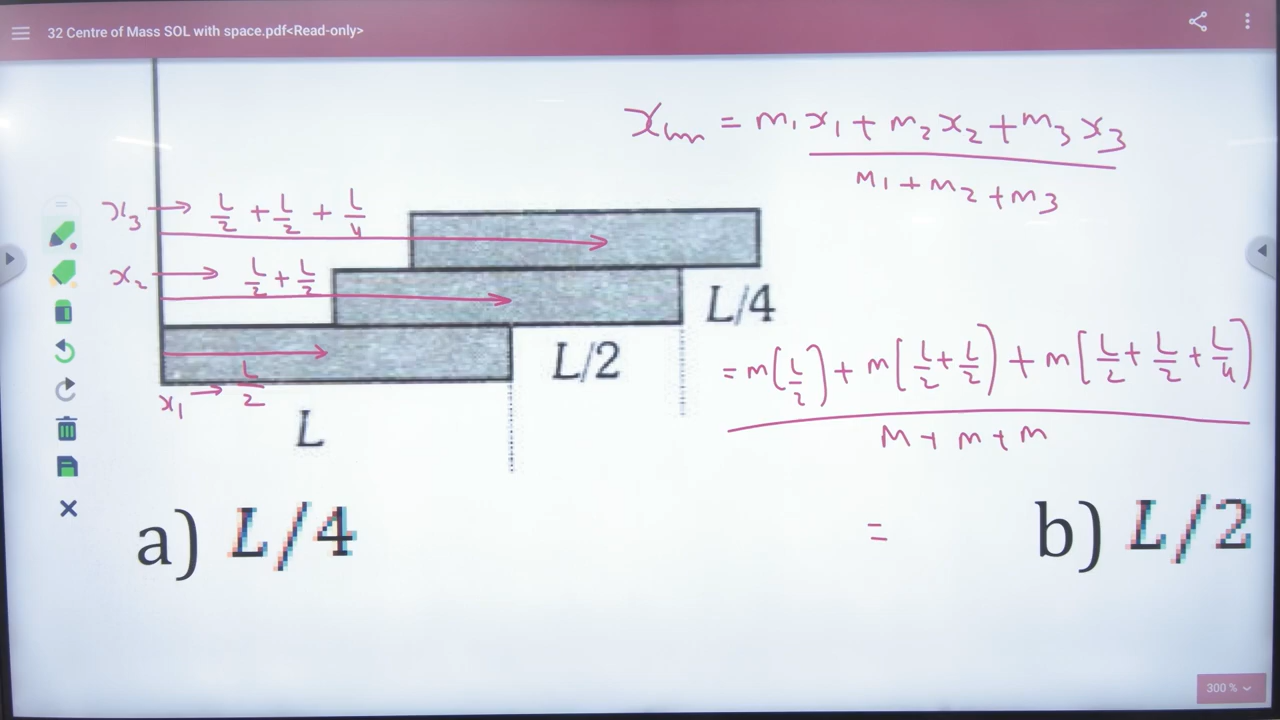 32 Centre of Mass SOL with space.pdf<Read-only>
x_cm = m₁x₁ + m₂x₂ + m₃x₃
m₁ + m₂ + m₃
x₃ → L/2 + L/2 + L/4
x₂ → L/2 + L/2
L/4
L/2
x₁ → L/2
L
= m(L/2) + m[L/2 + L/2) + m[L/2 + L/2 + L/4)
M + m + m
=
a) L/4
b) L/2
300 %